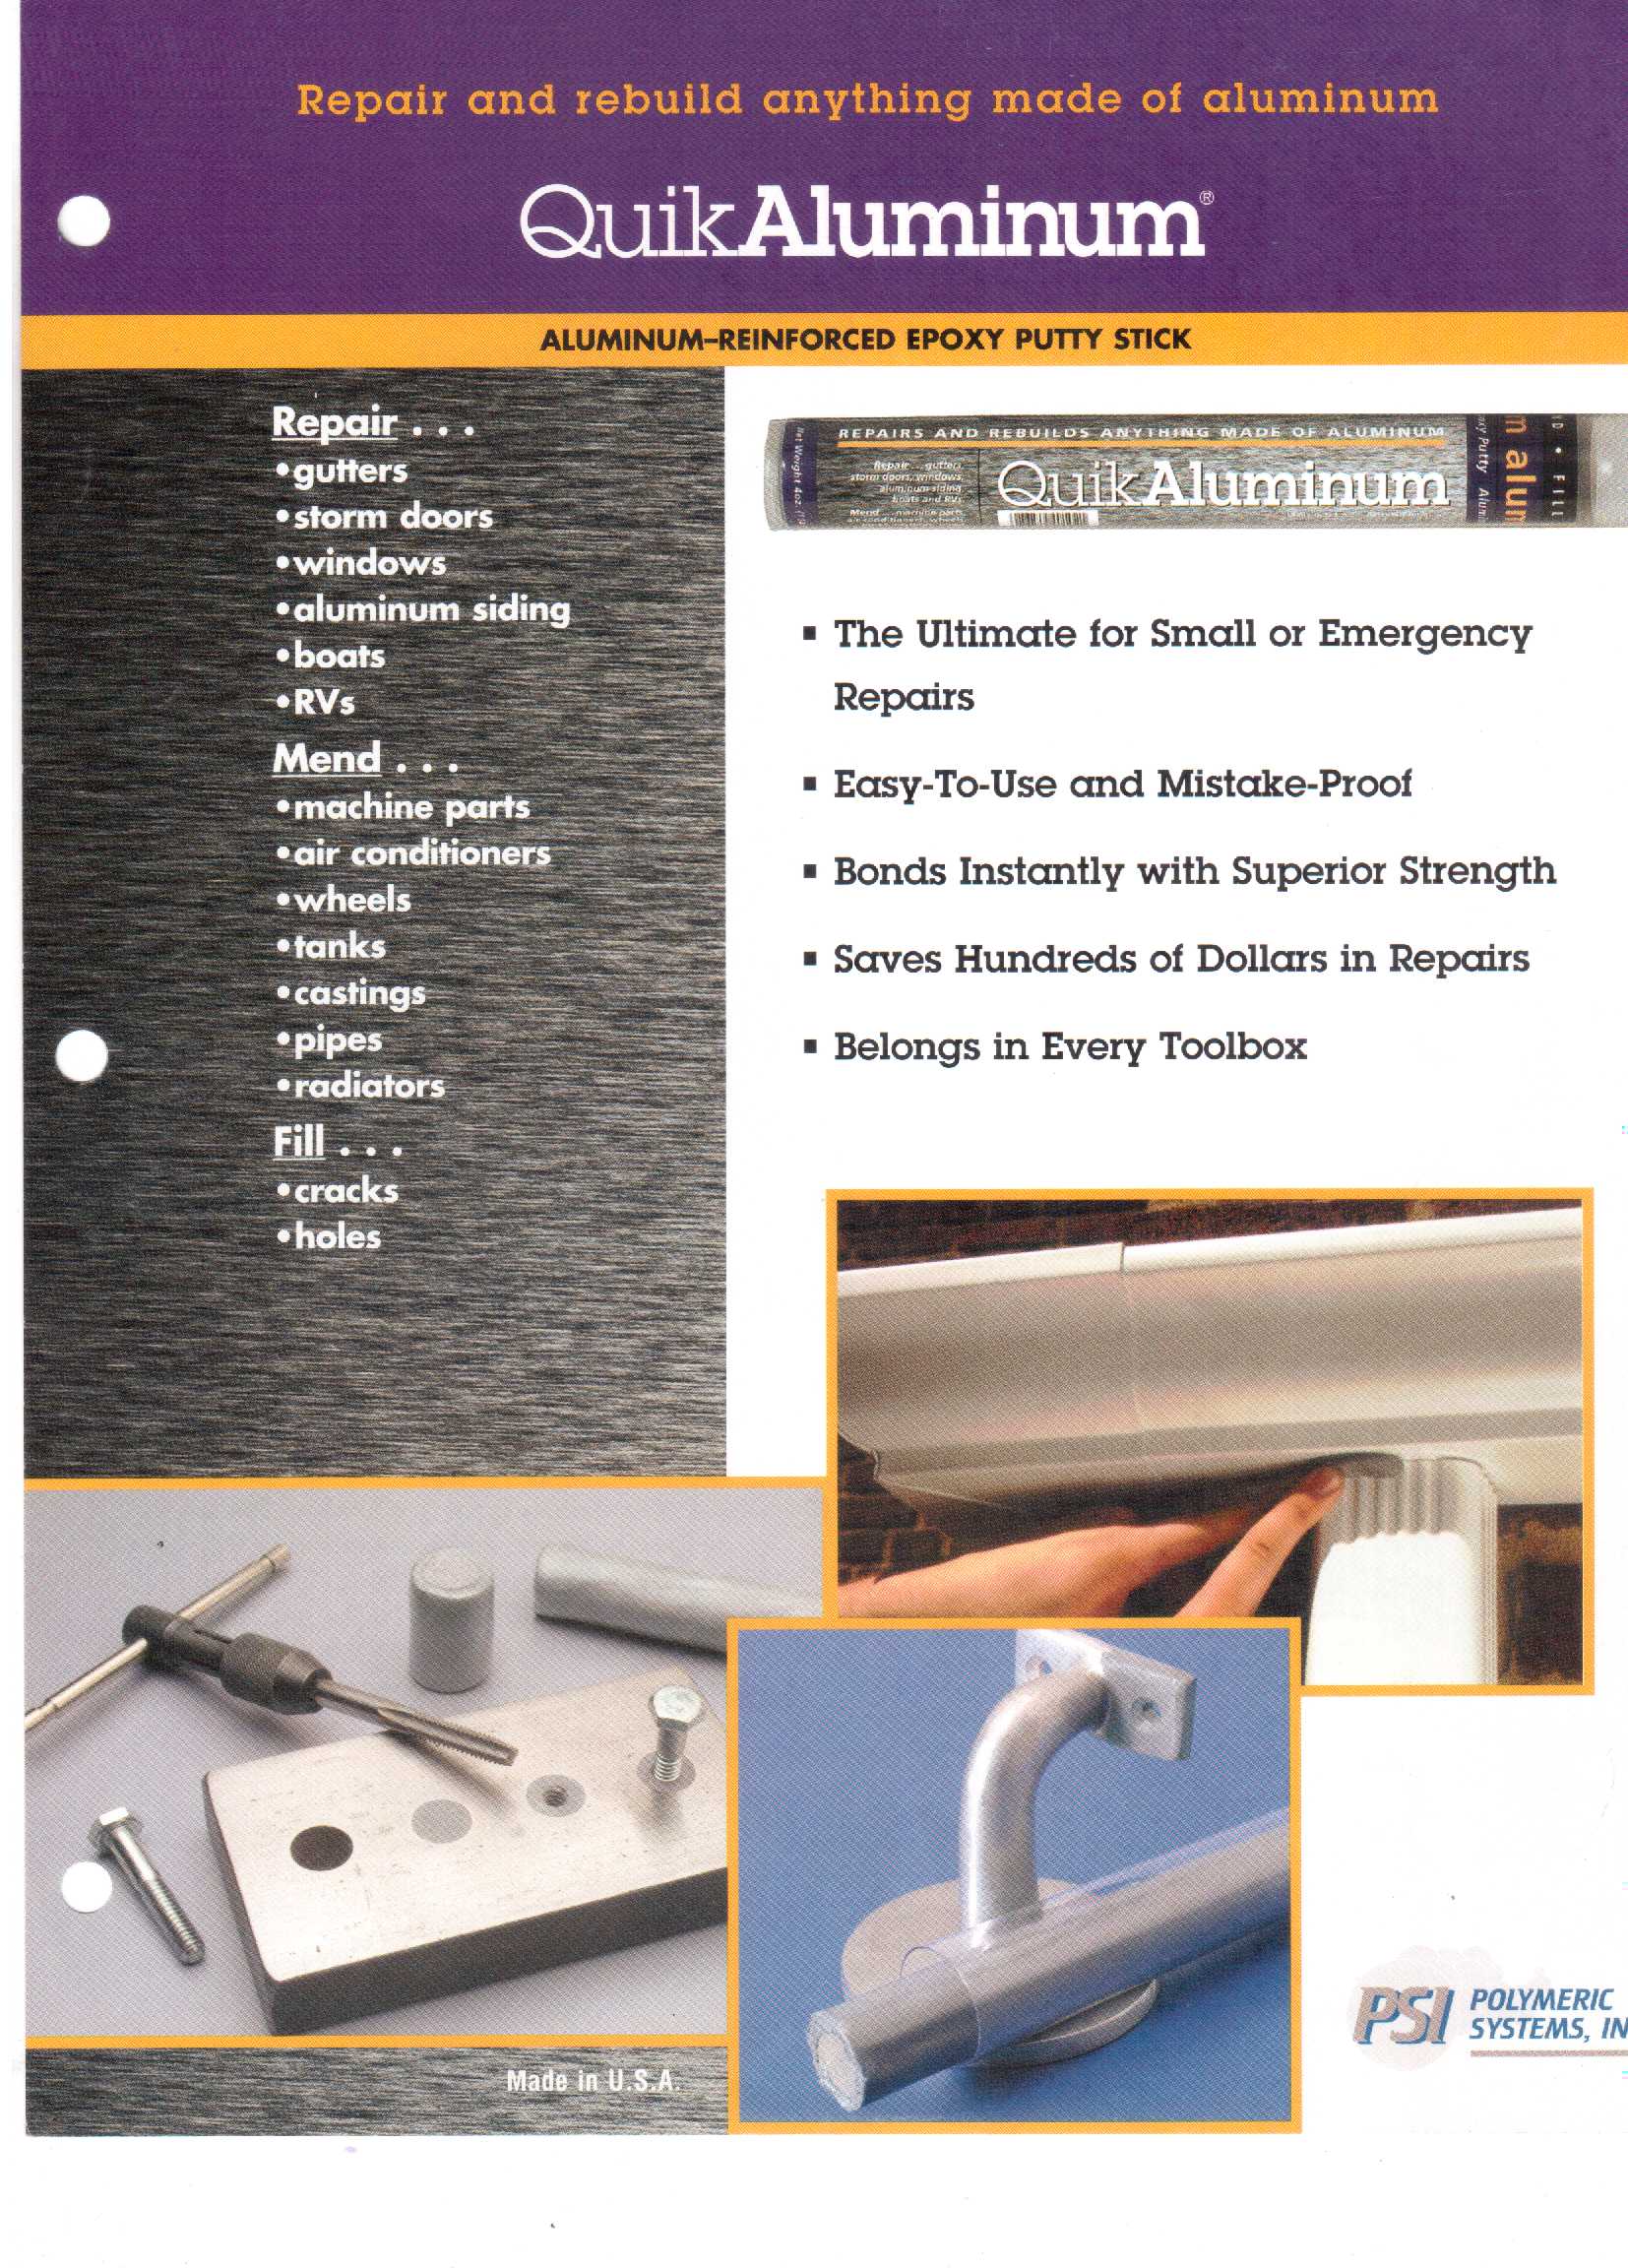 Repair and rebuild anything made of aluminum
QuikAluminum®
ALUMINUM–REINFORCED EPOXY PUTTY STICK
Repair . . .
•gutters
•storm doors
•windows
•aluminum siding
•boats
•RVs
Mend . . .
•machine parts
•air conditioners
•wheels
•tanks
•castings
•pipes
•radiators
Fill . . .
•cracks
•holes
REPAIRS AND REBUILDS ANYTHING MADE OF ALUMINUM
Repair ... gutters,
storm doors, windows,
aluminum siding
boats and RVs
Mend ... machine parts
air conditioners, wheels
QuikAluminum
Net Weight 4oz.
Putty Alumi
m alum
D • FILL
▪ The Ultimate for Small or Emergency
Repairs
▪ Easy-To-Use and Mistake-Proof
▪ Bonds Instantly with Superior Strength
▪ Saves Hundreds of Dollars in Repairs
▪ Belongs in Every Toolbox
Made in U.S.A.
PSI POLYMERIC
SYSTEMS, IN